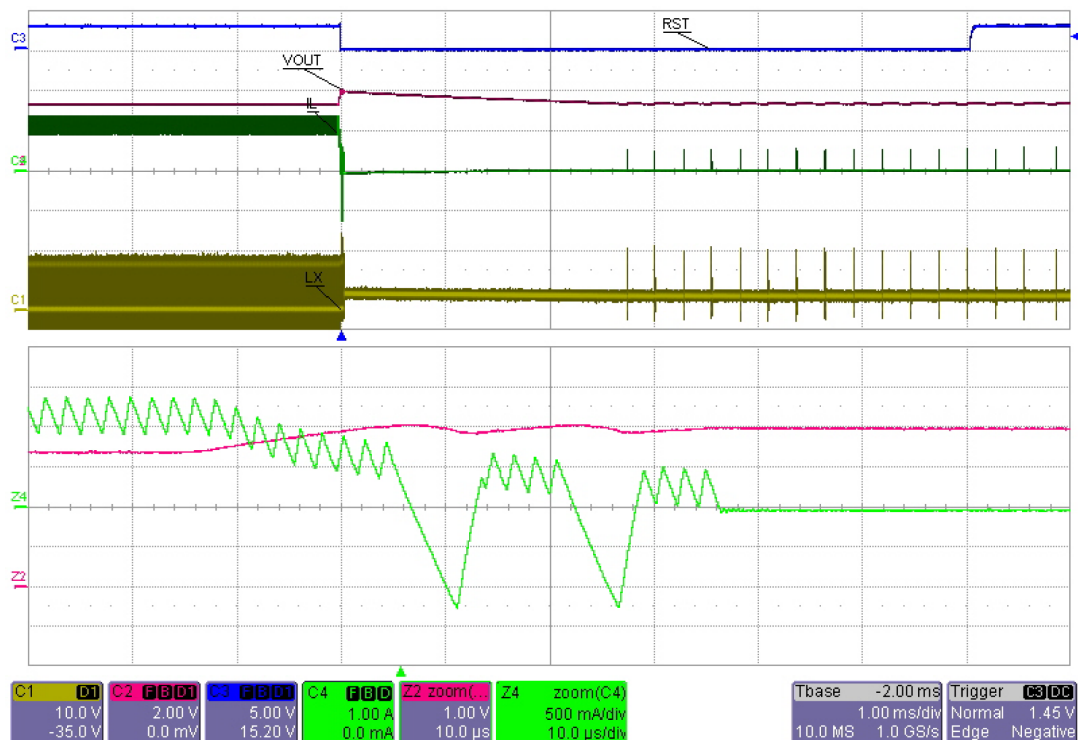 C3
RST
VOUT
IL
LX
C1
Z4
Z2
C1 D1
10.0 V
-35.0 V
C2 F B D1
2.00 V
0.0 mV
C3 F B D1
5.00 V
15.20 V
C4 F B D
1.00 A
0.0 mA
Z2 zoom(...
1.00 V
10.0 µs
Z4 zoom(C4)
500 mA/div
10.0 µs/div
Tbase -2.00 ms
1.00 ms/div
10.0 MS 1.0 GS/s
Trigger C3 DC
Normal 1.45 V
Edge Negative